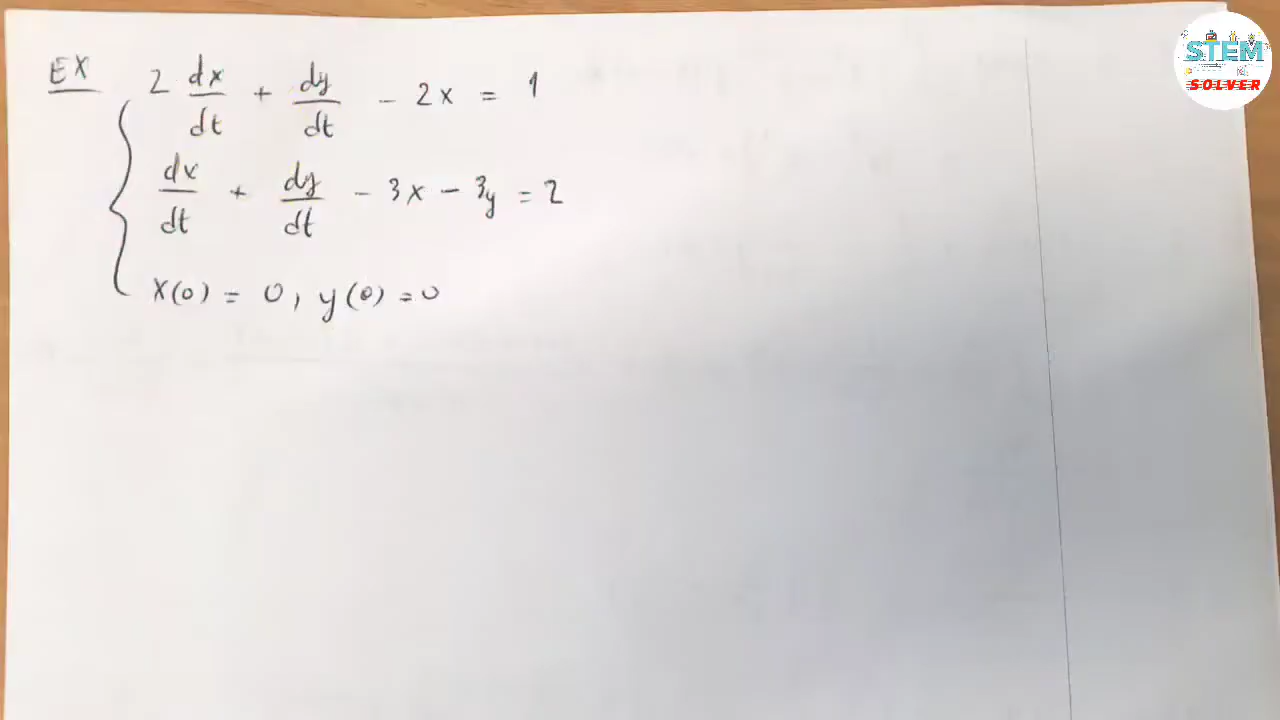 EX
2 dx/dt + dy/dt - 2x = 1
dx/dt + dy/dt - 3x - 3y = 2
x(0) = 0, y(0) = 0
STEM
SOLVER